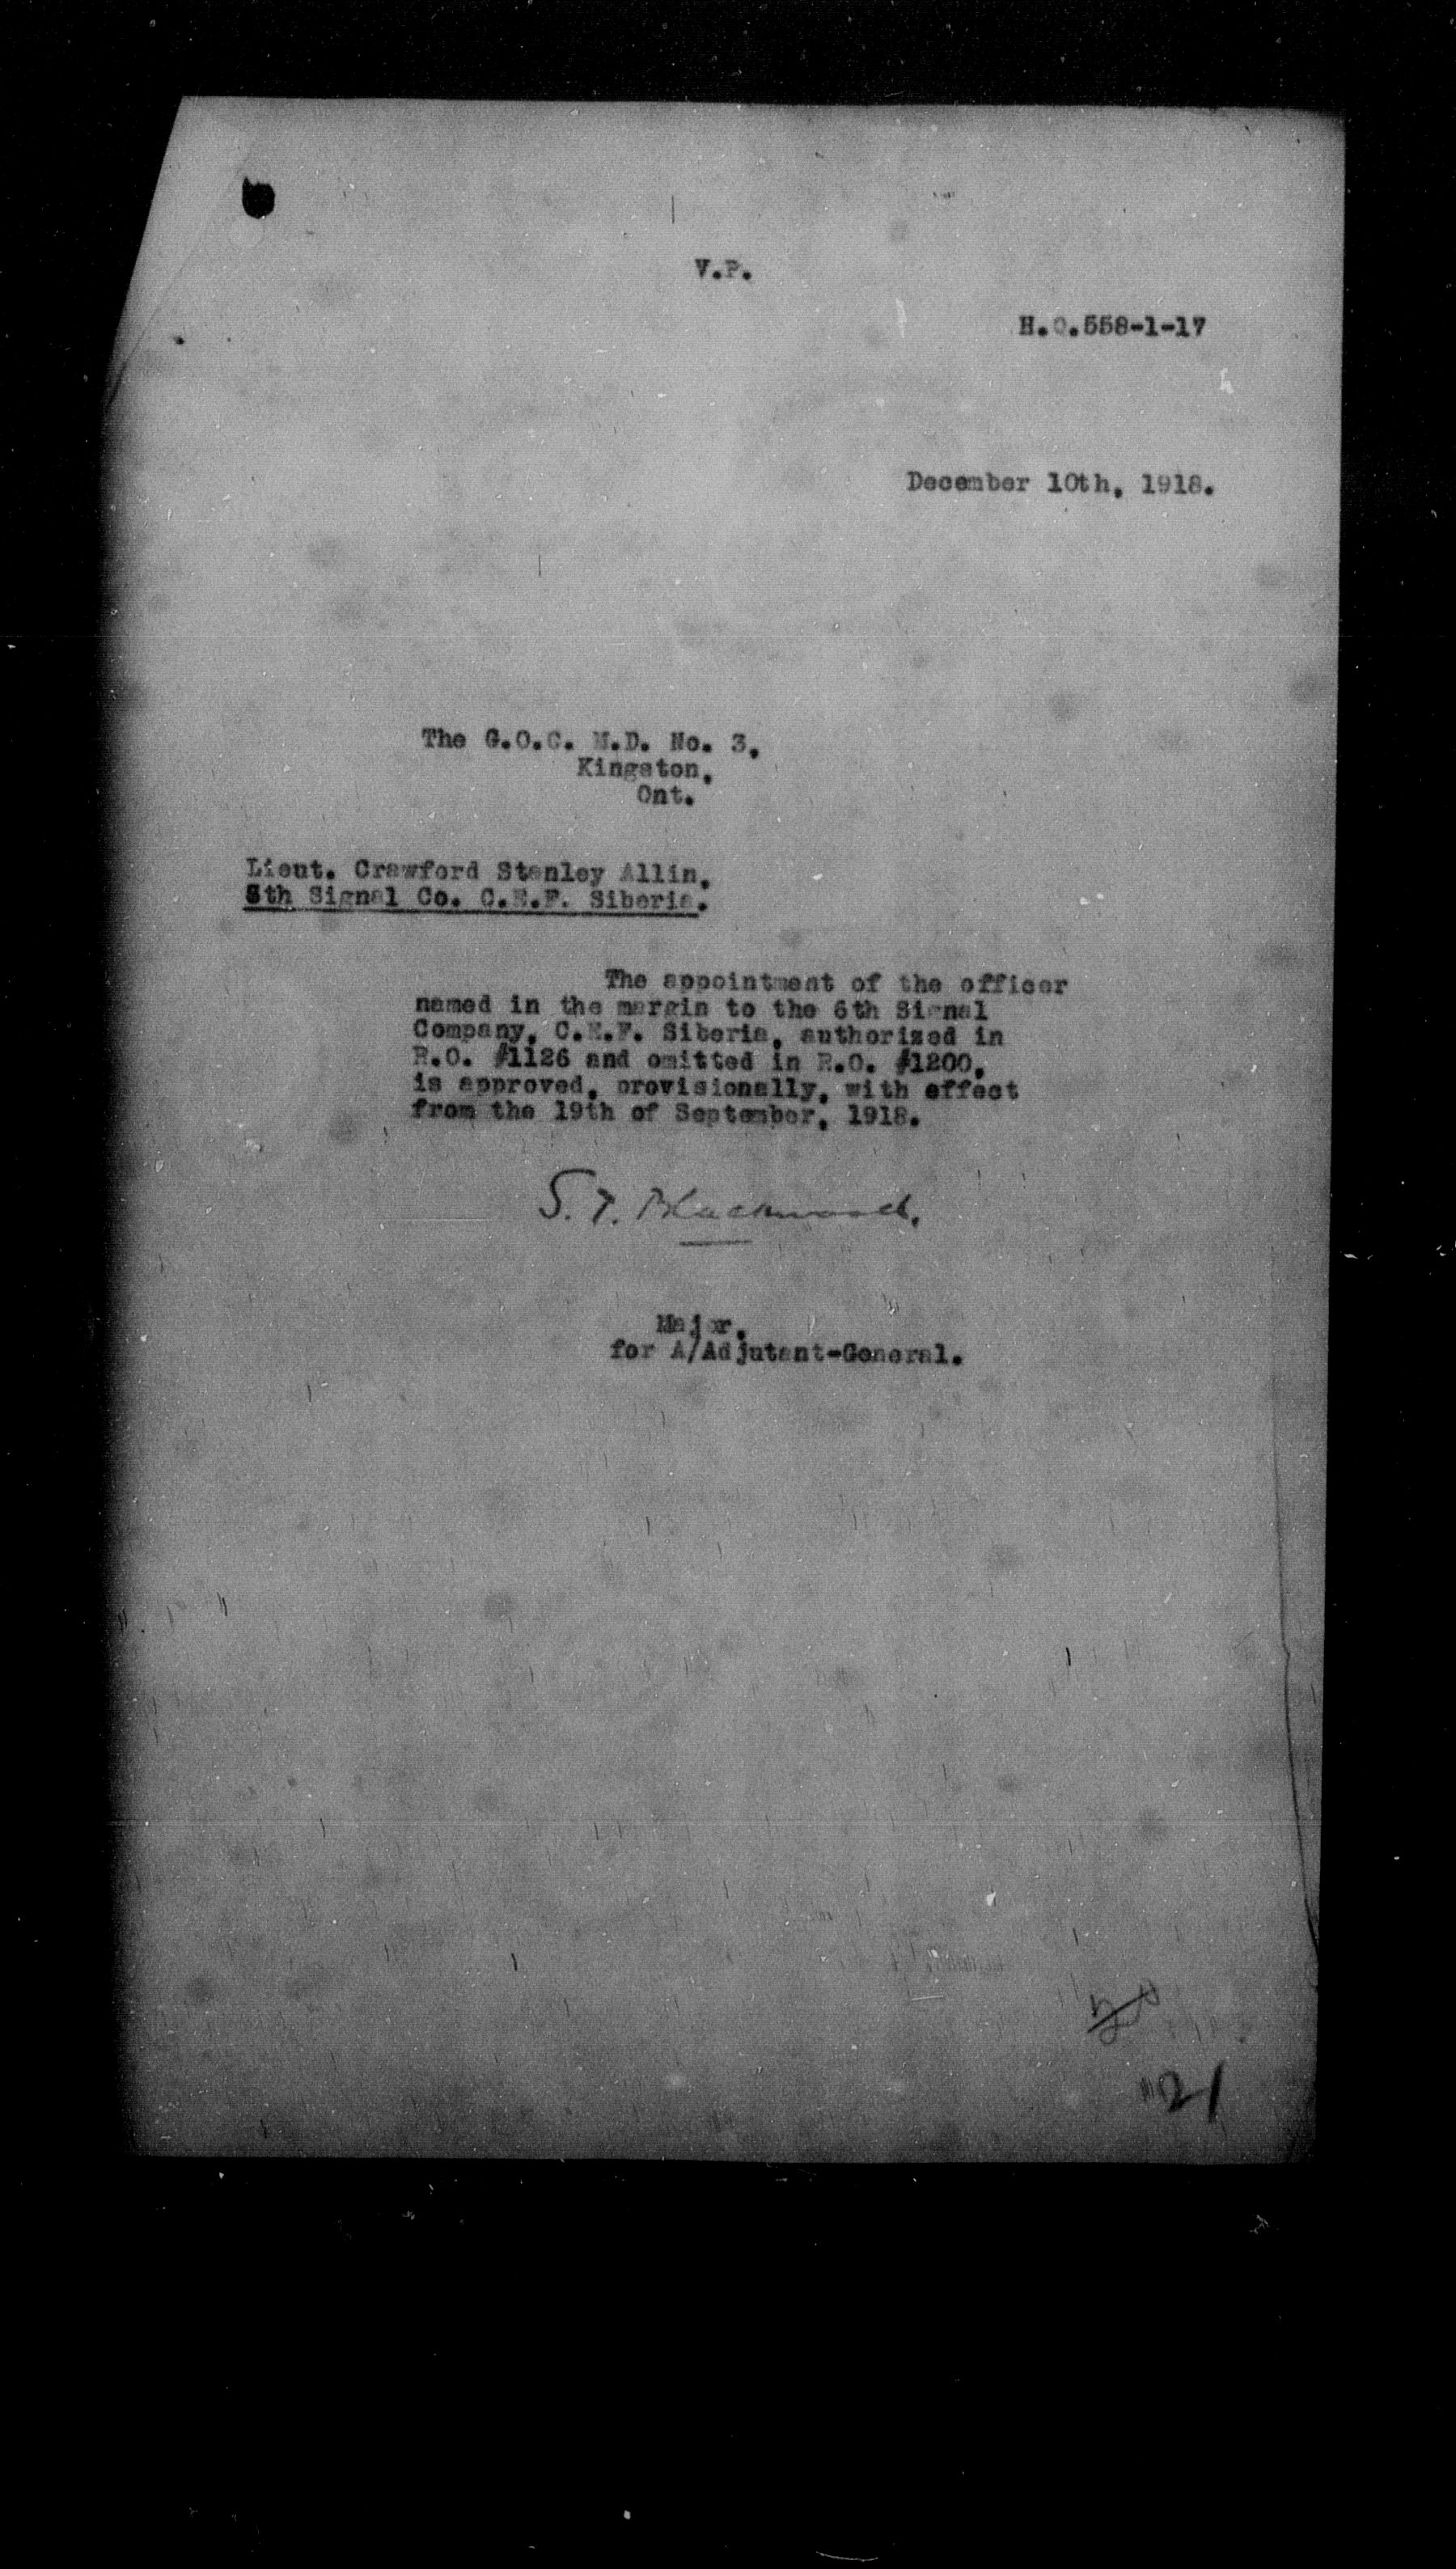 V.P.
H.Q.558-1-17
December 10th, 1918.
The G.O.C. M.D. No. 3,
Kingston,
Ont.
Lieut. Crawford Stanley Allin,
6th Signal Co. C.E.F. Siberia.
The appointment of the officer
named in the margin to the 6th Signal
Company, C.E.F. Siberia, authorized in
R.O. #1126 and omitted in R.O. #1200,
is approved, provisionally, with effect
from the 19th of September, 1918.
S. T. Blackwood.
Major,
for A/Adjutant-General.
21